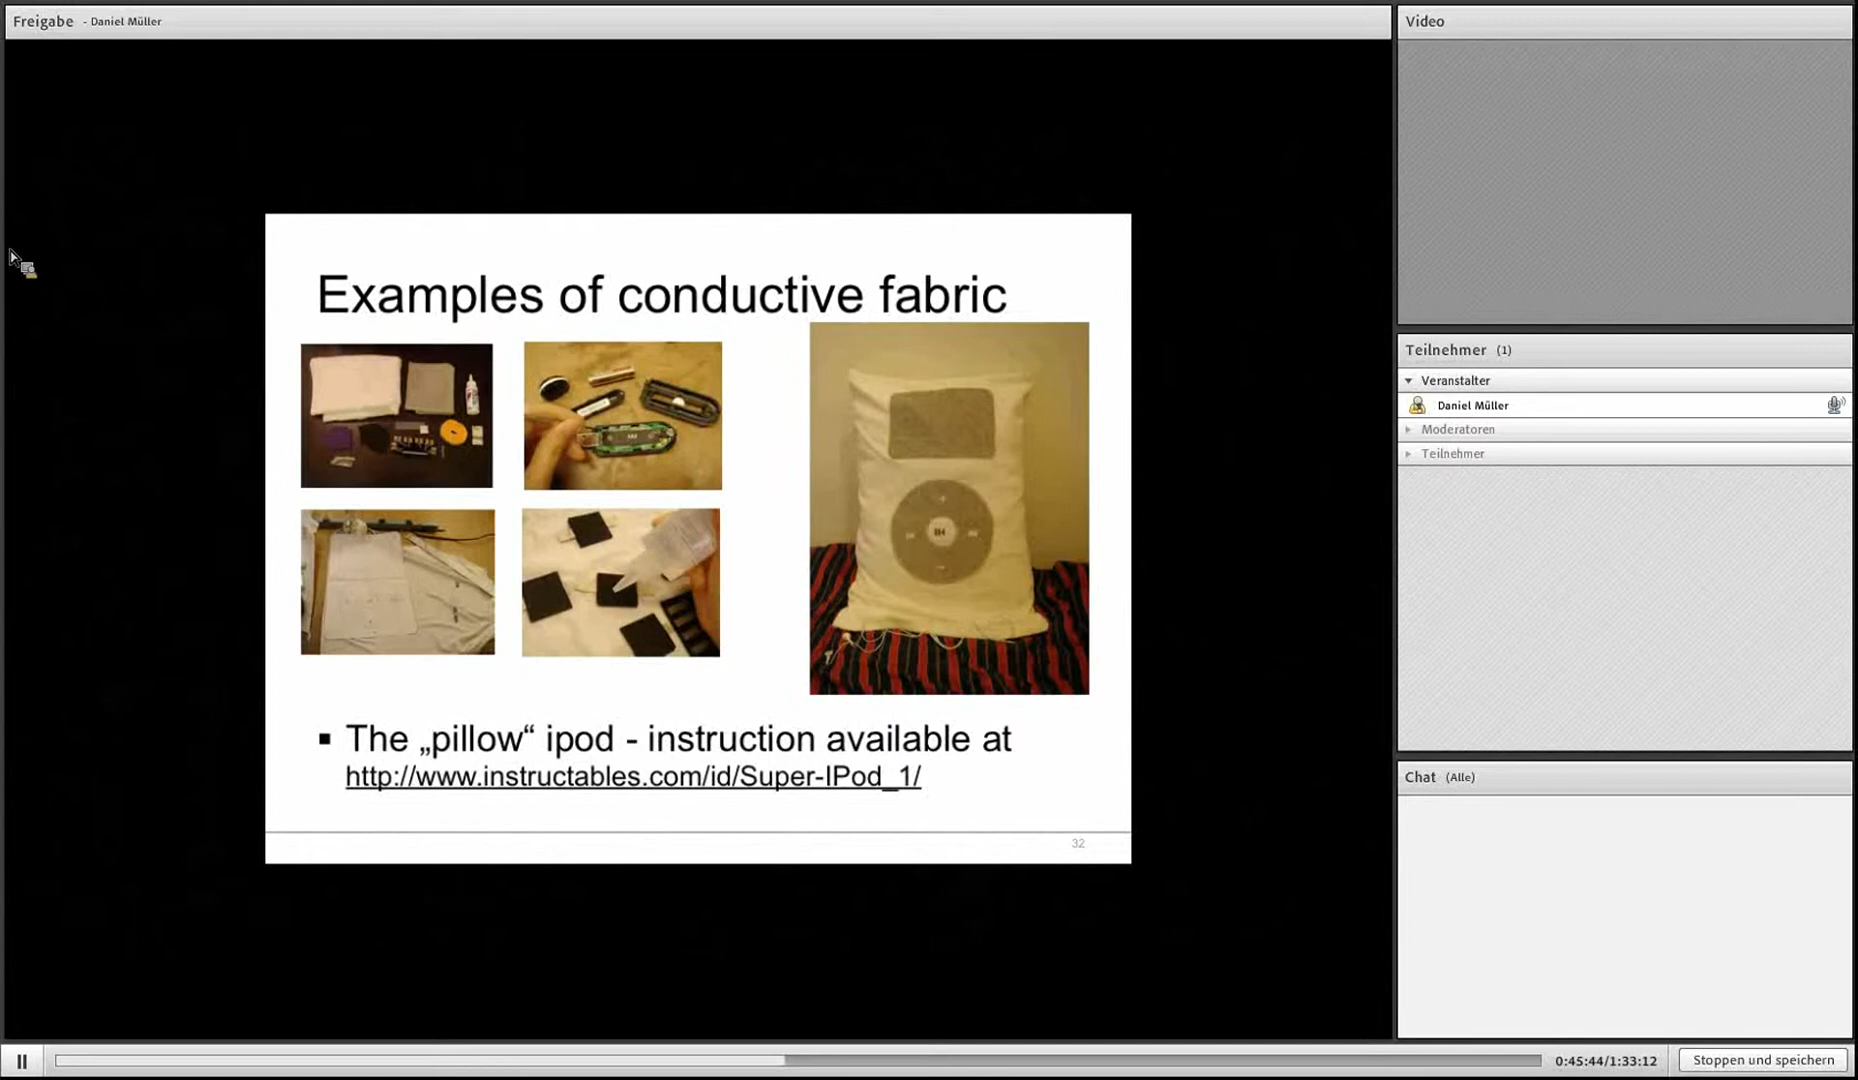 Freigabe - Daniel Müller
Examples of conductive fabric
▪ The „pillow“ ipod - instruction available at
http://www.instructables.com/id/Super-IPod_1/
32
Video
Teilnehmer (1)
Veranstalter
Daniel Müller
Moderatoren
Teilnehmer
Chat (Alle)
0:45:44/1:33:12
Stoppen und speichern